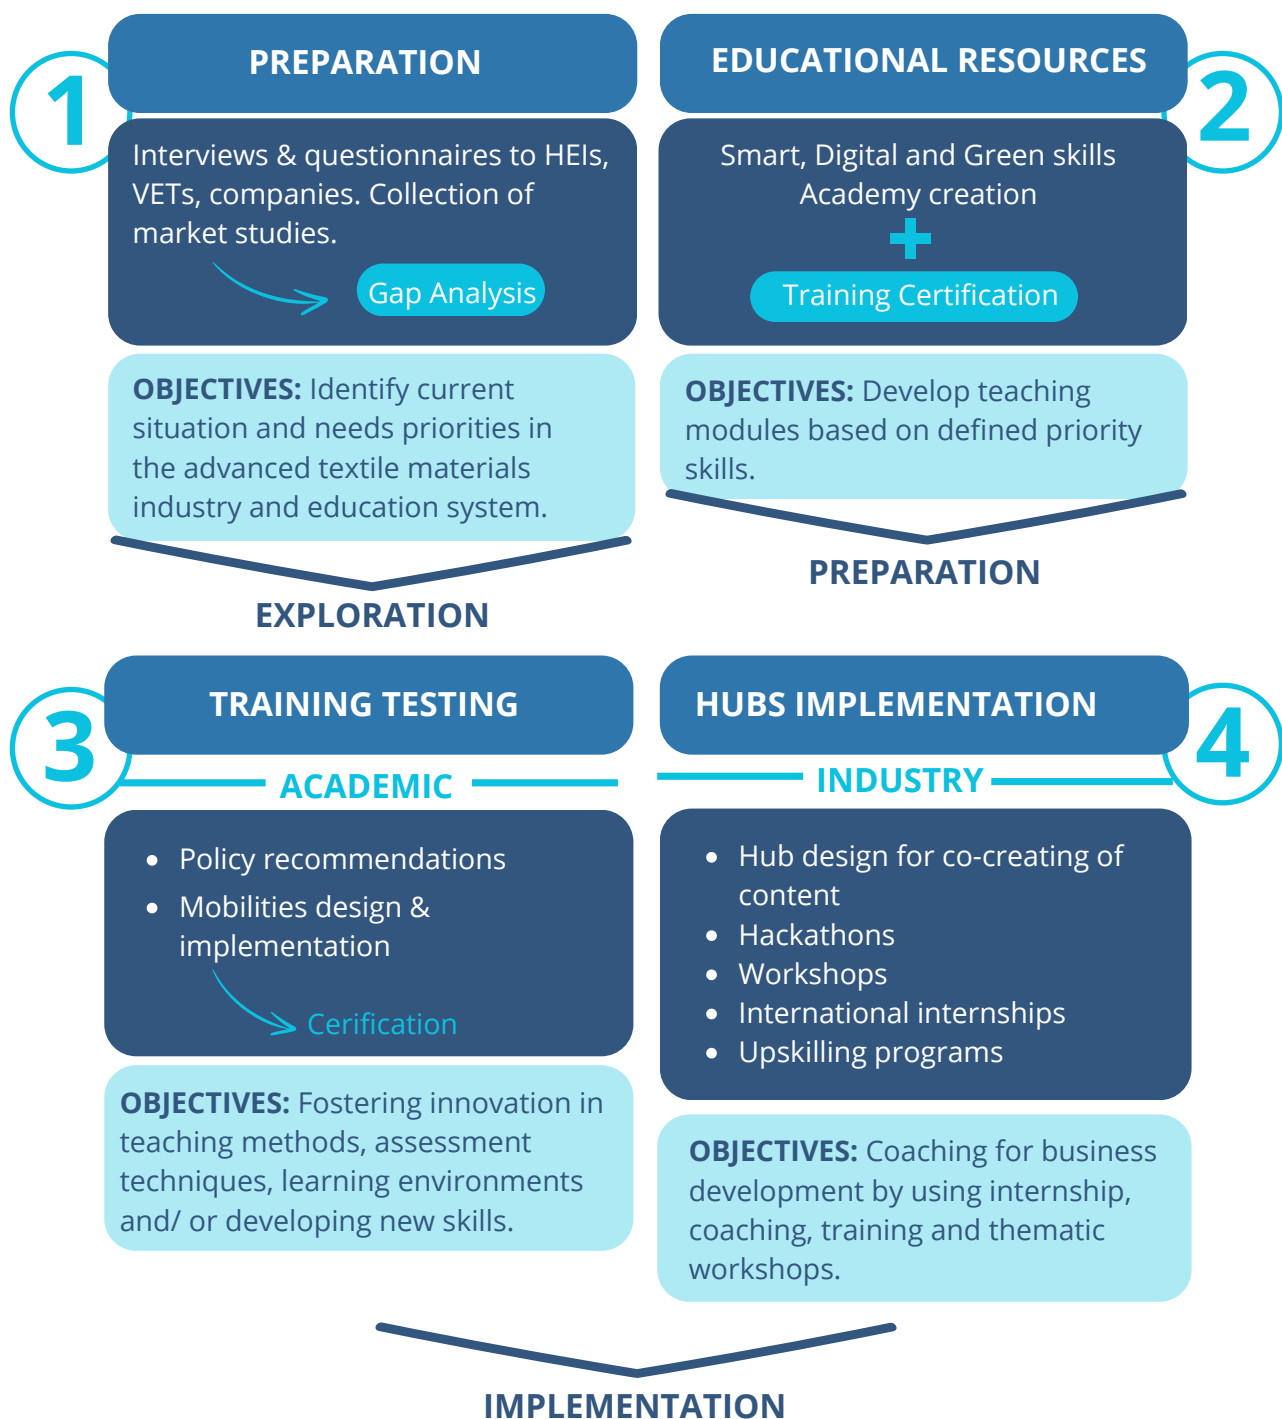 1
PREPARATION
Interviews & questionnaires to HEIs,
VETs, companies. Collection of
market studies.
Gap Analysis
OBJECTIVES: Identify current
situation and needs priorities in
the advanced textile materials
industry and education system.
EXPLORATION
2
EDUCATIONAL RESOURCES
Smart, Digital and Green skills
Academy creation
+
Training Certification
OBJECTIVES: Develop teaching
modules based on defined priority
skills.
PREPARATION
3
TRAINING TESTING
ACADEMIC
• Policy recommendations
• Mobilities design &
implementation
Cerification
OBJECTIVES: Fostering innovation in
teaching methods, assessment
techniques, learning environments
and/ or developing new skills.
4
HUBS IMPLEMENTATION
INDUSTRY
• Hub design for co-creating of
content
• Hackathons
• Workshops
• International internships
• Upskilling programs
OBJECTIVES: Coaching for business
development by using internship,
coaching, training and thematic
workshops.
IMPLEMENTATION